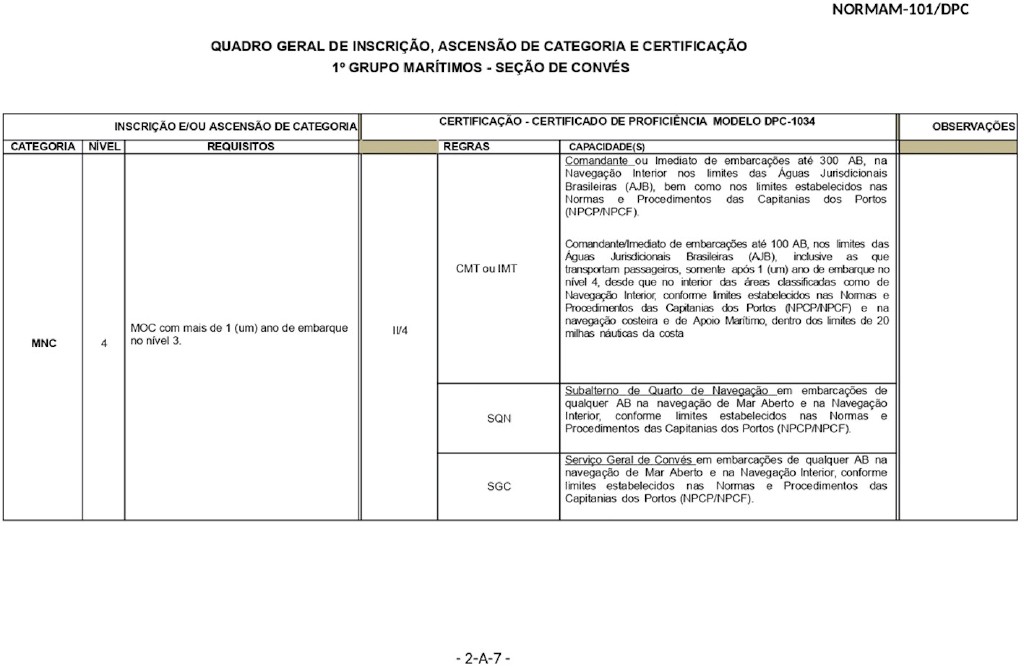 NORMAM-101/DPC
QUADRO GERAL DE INSCRIÇÃO, ASCENSÃO DE CATEGORIA E CERTIFICAÇÃO
1º GRUPO MARÍTIMOS - SEÇÃO DE CONVÉS
INSCRIÇÃO E/OU ASCENSÃO DE CATEGORIA
CERTIFICAÇÃO - CERTIFICADO DE PROFICIÊNCIA MODELO DPC-1034
OBSERVAÇÕES
CATEGORIA NÍVEL REQUISITOS REGRAS CAPACIDADE(S)
MNC
4
MOC com mais de 1 (um) ano de embarque
no nível 3.
II/4
CMT ou IMT
Comandante ou Imediato de embarcações até 300 AB, na
Navegação Interior nos limites das Águas Jurisdicionais
Brasileiras (AJB), bem como nos limites estabelecidos nas
Normas e Procedimentos das Capitanias dos Portos
(NPCP/NPCF).
Comandante/Imediato de embarcações até 100 AB, nos limites das
Águas Jurisdicionais Brasileiras (AJB), inclusive as que
transportam passageiros, somente após 1 (um) ano de embarque no
nível 4, desde que no interior das áreas classificadas como de
Navegação Interior, conforme limites estabelecidos nas Normas e
Procedimentos das Capitanias dos Portos (NPCP/NPCF) e na
navegação costeira e de Apoio Marítimo, dentro dos limites de 20
milhas náuticas da costa
SQN
Subalterno de Quarto de Navegação em embarcações de
qualquer AB na navegação de Mar Aberto e na Navegação
Interior, conforme limites estabelecidos nas Normas e
Procedimentos das Capitanias dos Portos (NPCP/NPCF).
SGC
Serviço Geral de Convés em embarcações de qualquer AB na
navegação de Mar Aberto e na Navegação Interior, conforme
limites estabelecidos nas Normas e Procedimentos das
Capitanias dos Portos (NPCP/NPCF).
- 2-A-7 -